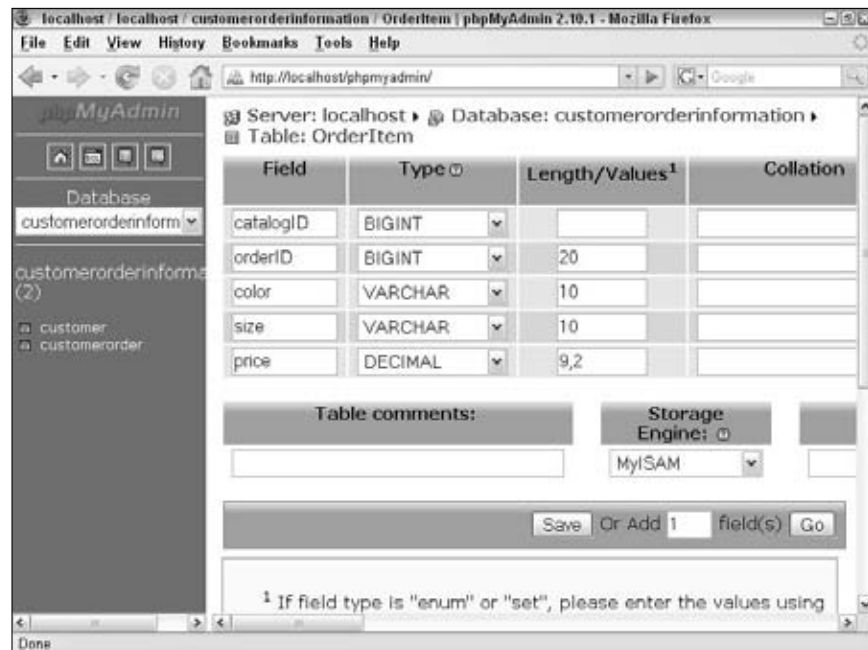 localhost / localhost / customerorderinformation / OrderItem | phpMyAdmin 2.10.1 - Mozilla Firefox
File Edit View History Bookmarks Tools Help
http://localhost/phpmyadmin/
Google
phpMyAdmin
Database
customerorderinform
customerorderinforma
(2)
customer
customerorder
Server: localhost ▸ Database: customerorderinformation ▸
Table: OrderItem
Field Type Length/Values1 Collation
catalogID BIGINT
orderID BIGINT 20
color VARCHAR 10
size VARCHAR 10
price DECIMAL 9,2
Table comments: Storage
Engine:
MyISAM
Save Or Add 1 field(s) Go
1 If field type is "enum" or "set", please enter the values using
Done